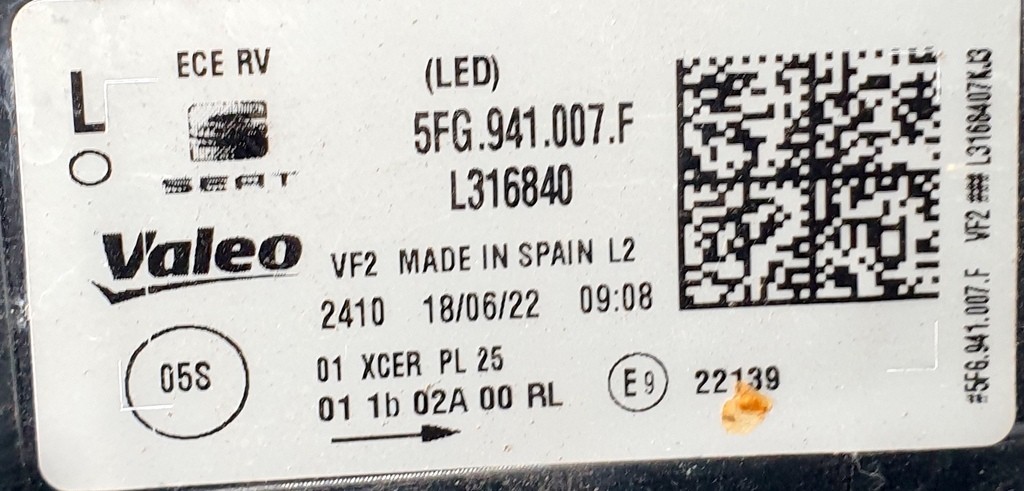 L
O
ECE RV
SEAT
(LED)
5FG.941.007.F
L316840
Valeo
VF2 MADE IN SPAIN L2
2410 18/06/22 09:08
05S
01 XCER PL 25
01 1b 02A 00 RL
E9 22139
#5FG.941.007.F VF2 ### L3168407KJ3